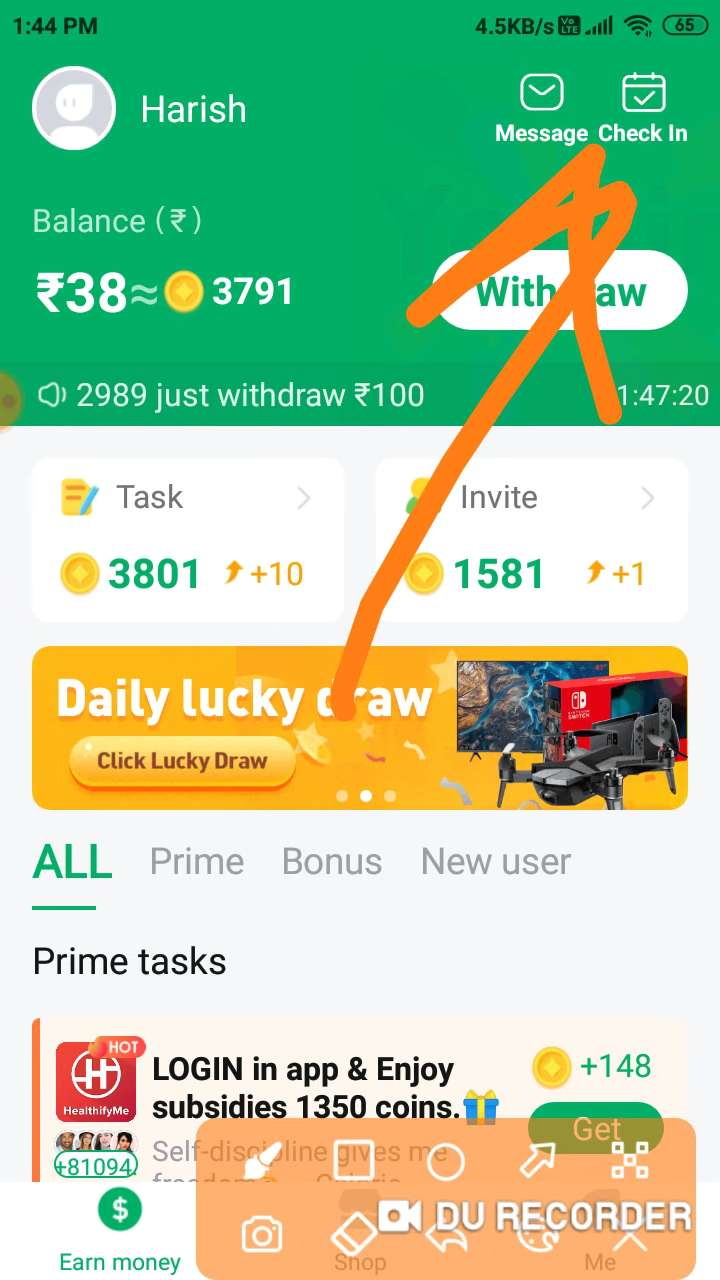 1:44 PM 4.5KB/s Vo LTE 65
Harish
Message Check In
Balance (₹)
₹38≈ 3791
Withdraw
2989 just withdraw ₹100 1:47:20
Task Invite
3801 +10 1581 +1
Daily lucky draw
Click Lucky Draw
ALL Prime Bonus New user
Prime tasks
HOT
HealthifyMe
+81094
LOGIN in app & Enjoy
subsidies 1350 coins.
+148
Get
Self-discipline gives me
DU RECORDER
Earn money Shop Me